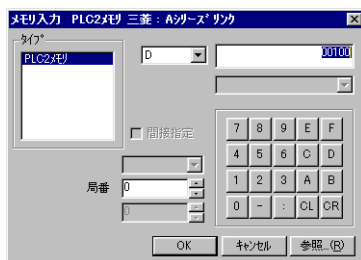 メモリ入力 PLC2メモリ 三菱：Aシリーズ リンク
タイプ
PLC2メモリ
D
00100
間接指定
局番 0
0
7 8 9 E F
4 5 6 C D
1 2 3 A B
0 - : CL CR
OK キャンセル 参照...(R)